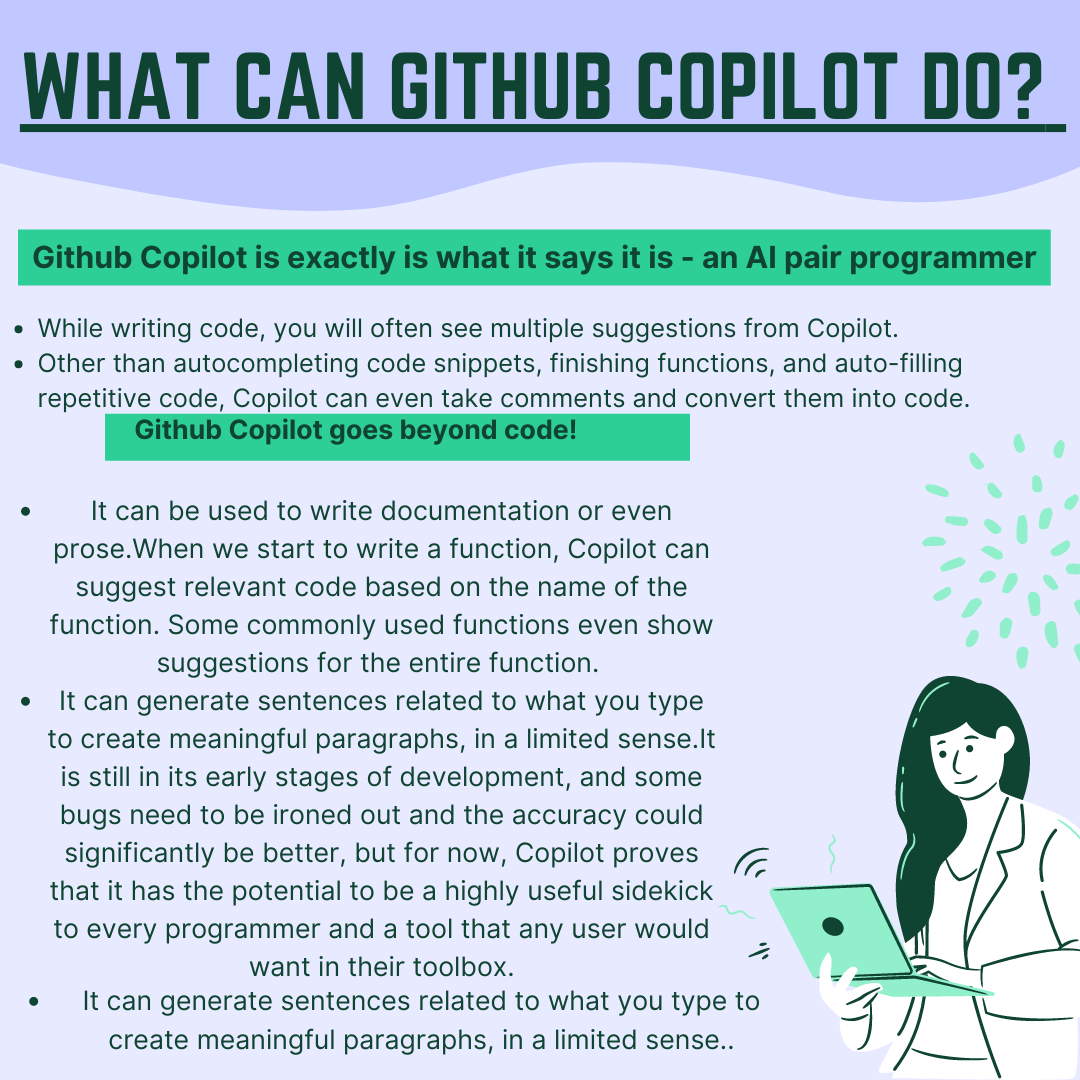 WHAT CAN GITHUB COPILOT DO?
Github Copilot is exactly is what it says it is - an AI pair programmer
• While writing code, you will often see multiple suggestions from Copilot.
• Other than autocompleting code snippets, finishing functions, and auto-filling
repetitive code, Copilot can even take comments and convert them into code.
Github Copilot goes beyond code!
• It can be used to write documentation or even
prose.When we start to write a function, Copilot can
suggest relevant code based on the name of the
function. Some commonly used functions even show
suggestions for the entire function.
• It can generate sentences related to what you type
to create meaningful paragraphs, in a limited sense.It
is still in its early stages of development, and some
bugs need to be ironed out and the accuracy could
significantly be better, but for now, Copilot proves
that it has the potential to be a highly useful sidekick
to every programmer and a tool that any user would
want in their toolbox.
• It can generate sentences related to what you type to
create meaningful paragraphs, in a limited sense..